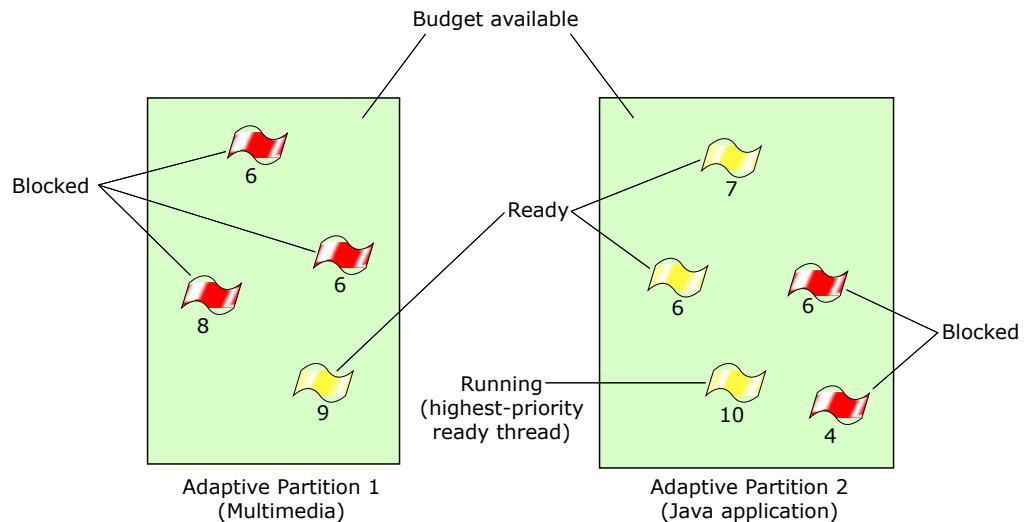 Budget available
6
Blocked
7
Ready
6
8
6
6
Blocked
9
Running
(highest-priority
ready thread)
10
4
Adaptive Partition 1
(Multimedia)
Adaptive Partition 2
(Java application)